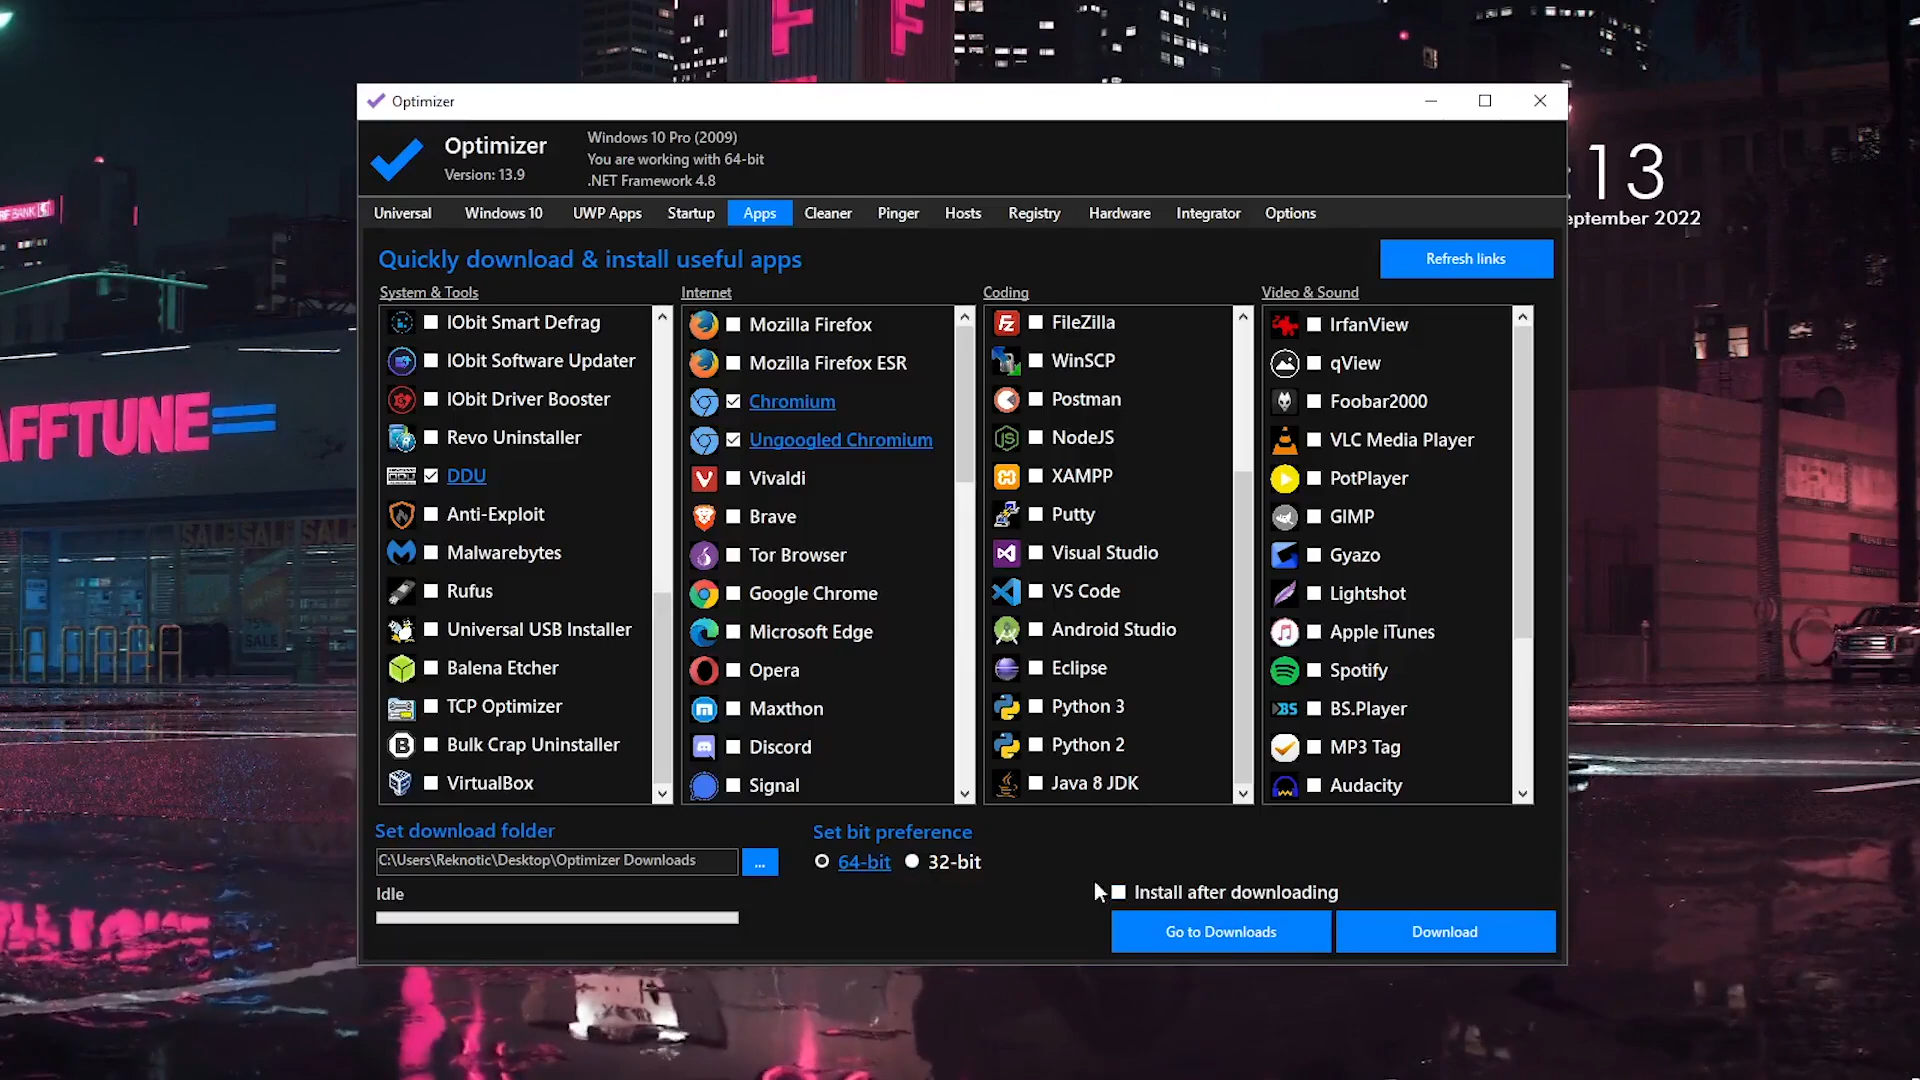 Optimizer
Optimizer
Version: 13.9
Windows 10 Pro (2009)
You are working with 64-bit
.NET Framework 4.8
Universal Windows 10 UWP Apps Startup Apps Cleaner Pinger Hosts Registry Hardware Integrator Options
Quickly download & install useful apps
Refresh links
System & Tools
IObit Smart Defrag
IObit Software Updater
IObit Driver Booster
Revo Uninstaller
DDU
Anti-Exploit
Malwarebytes
Rufus
Universal USB Installer
Balena Etcher
TCP Optimizer
Bulk Crap Uninstaller
VirtualBox
Internet
Mozilla Firefox
Mozilla Firefox ESR
Chromium
Ungoogled Chromium
Vivaldi
Brave
Tor Browser
Google Chrome
Microsoft Edge
Opera
Maxthon
Discord
Signal
Coding
FileZilla
WinSCP
Postman
NodeJS
XAMPP
Putty
Visual Studio
VS Code
Android Studio
Eclipse
Python 3
Python 2
Java 8 JDK
Video & Sound
IrfanView
qView
Foobar2000
VLC Media Player
PotPlayer
GIMP
Gyazo
Lightshot
Apple iTunes
Spotify
BS.Player
MP3 Tag
Audacity
Set download folder
C:\Users\Reknotic\Desktop\Optimizer Downloads
...
Idle
Set bit preference
64-bit 32-bit
Install after downloading
Go to Downloads
Download
:13
eptember 2022
AFFTUNE
SALE SALE SALE
SALE